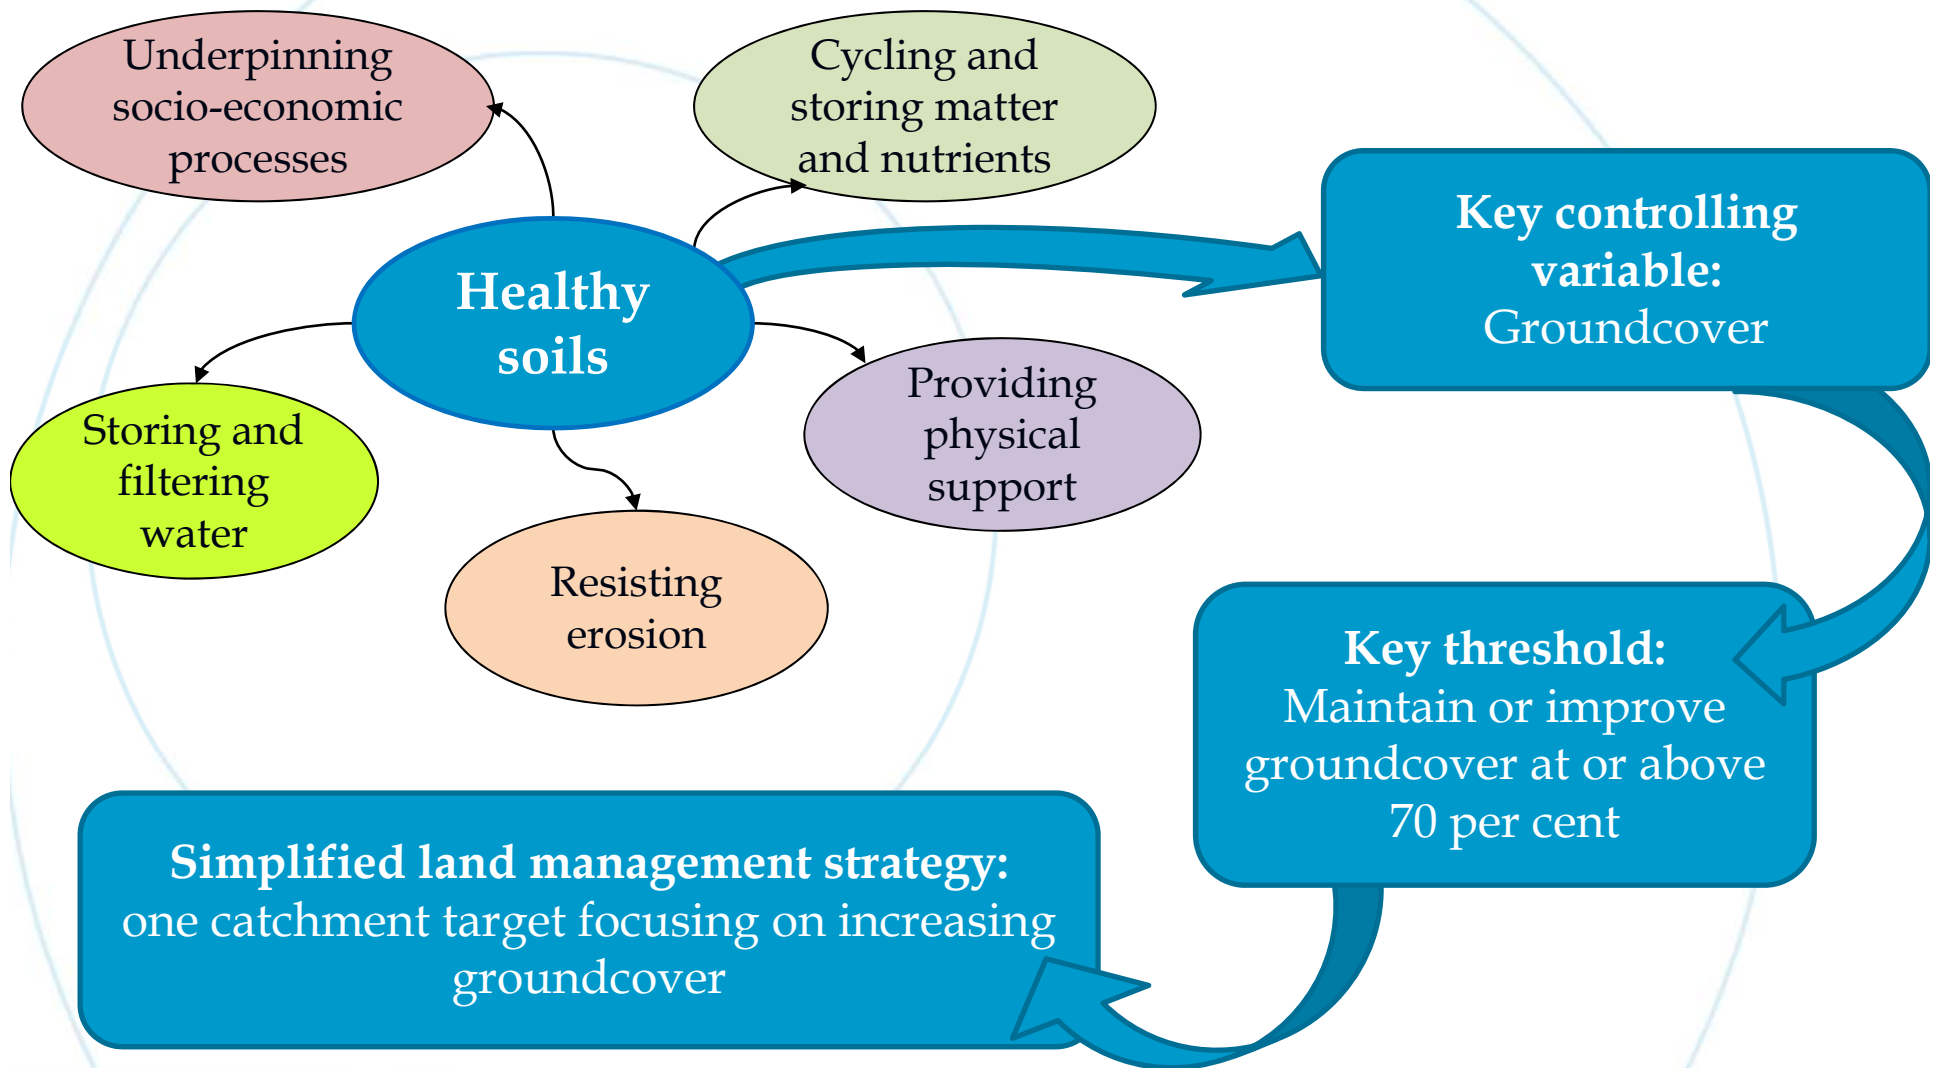 Underpinning
socio-economic
processes
Cycling and
storing matter
and nutrients
Healthy
soils
Storing and
filtering
water
Resisting
erosion
Providing
physical
support
Key controlling
variable:
Groundcover
Key threshold:
Maintain or improve
groundcover at or above
70 per cent
Simplified land management strategy:
one catchment target focusing on increasing
groundcover